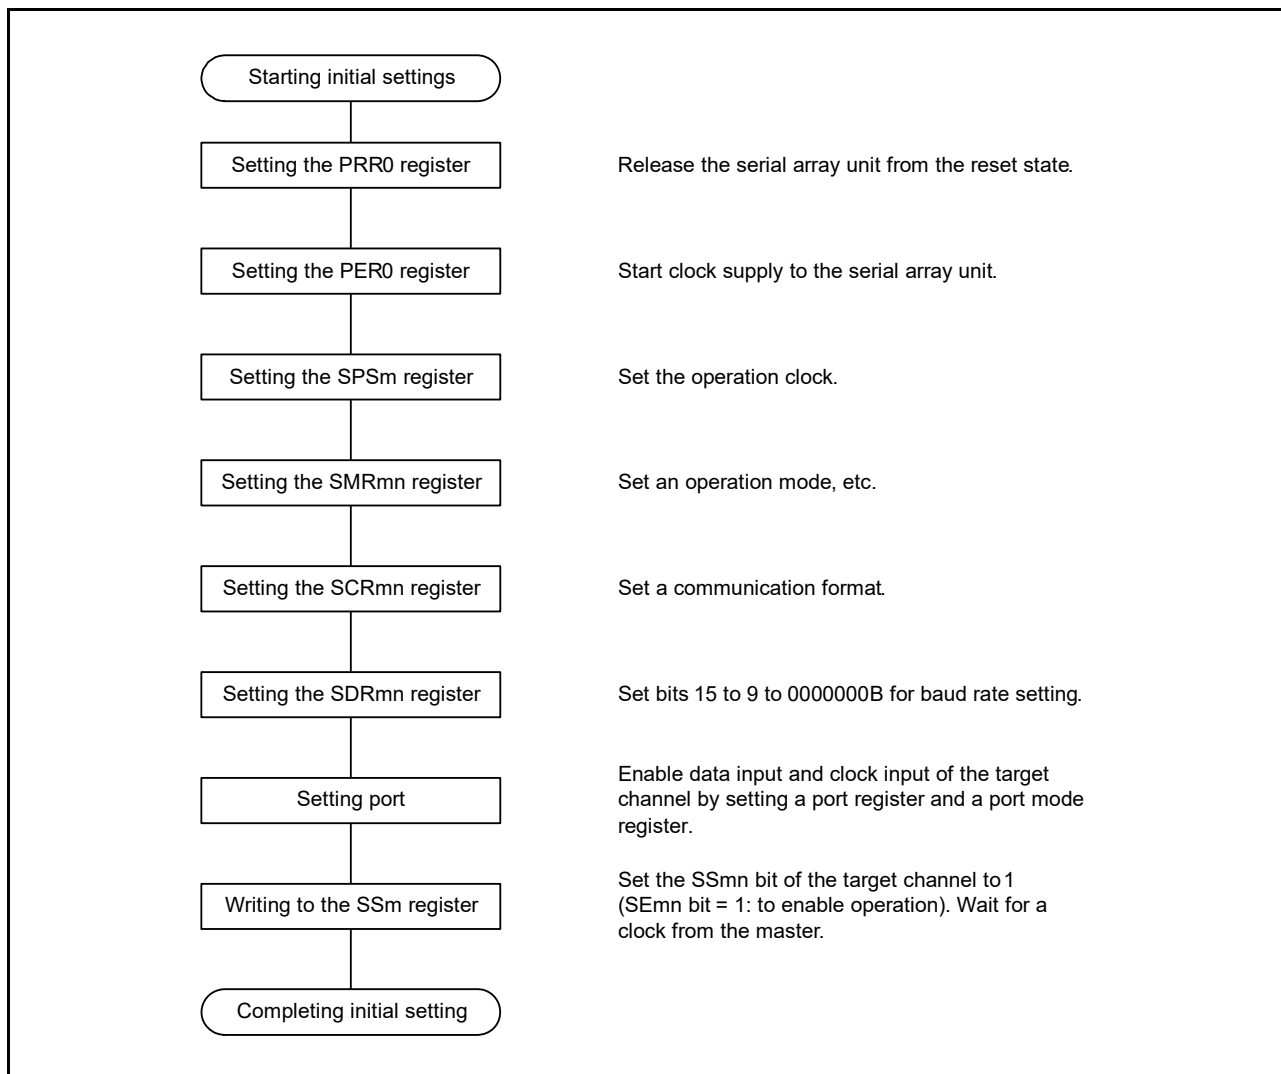 Starting initial settings
Setting the PRR0 register
Release the serial array unit from the reset state.
Setting the PER0 register
Start clock supply to the serial array unit.
Setting the SPSm register
Set the operation clock.
Setting the SMRmn register
Set an operation mode, etc.
Setting the SCRmn register
Set a communication format.
Setting the SDRmn register
Set bits 15 to 9 to 0000000B for baud rate setting.
Setting port
Enable data input and clock input of the target
channel by setting a port register and a port mode
register.
Writing to the SSm register
Set the SSmn bit of the target channel to 1
(SEmn bit = 1: to enable operation). Wait for a
clock from the master.
Completing initial setting